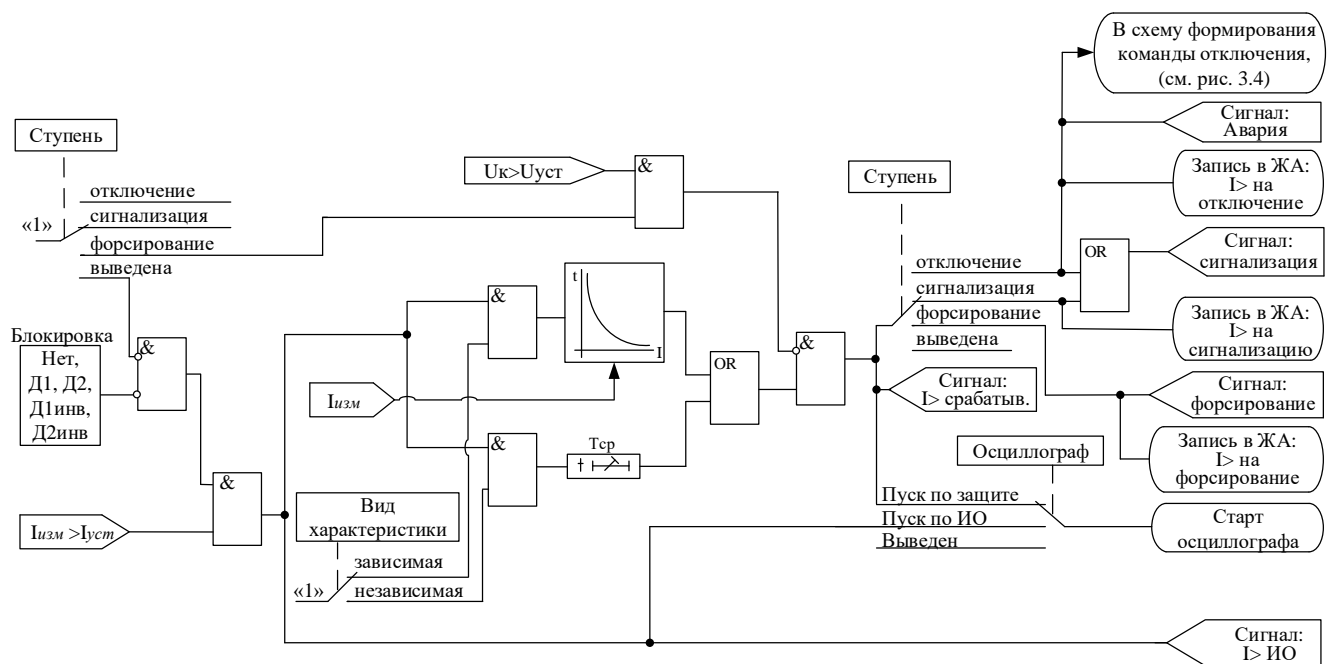 В схему формирования
команды отключения,
(см. рис. 3.4)
Сигнал:
Авария
Запись в ЖА:
I> на
отключение
Сигнал:
сигнализация
Запись в ЖА:
I> на
сигнализацию
Сигнал:
форсирование
Запись в ЖА:
I> на
форсирование
Старт
осциллографа
Сигнал:
I> ИО
Ступень
«1»
отключение
сигнализация
форсирование
выведена
Uк>Uуст
&
Ступень
отключение
сигнализация
форсирование
выведена
OR
Блокировка
Нет,
Д1, Д2,
Д1инв,
Д2инв
&
&
t
I
OR
&
Iизм
Сигнал:
I> срабатыв.
&
Тср
Осциллограф
Пуск по защите
Пуск по ИО
Выведен
Iизм >Iуст
&
Вид
характеристики
«1»
зависимая
независимая